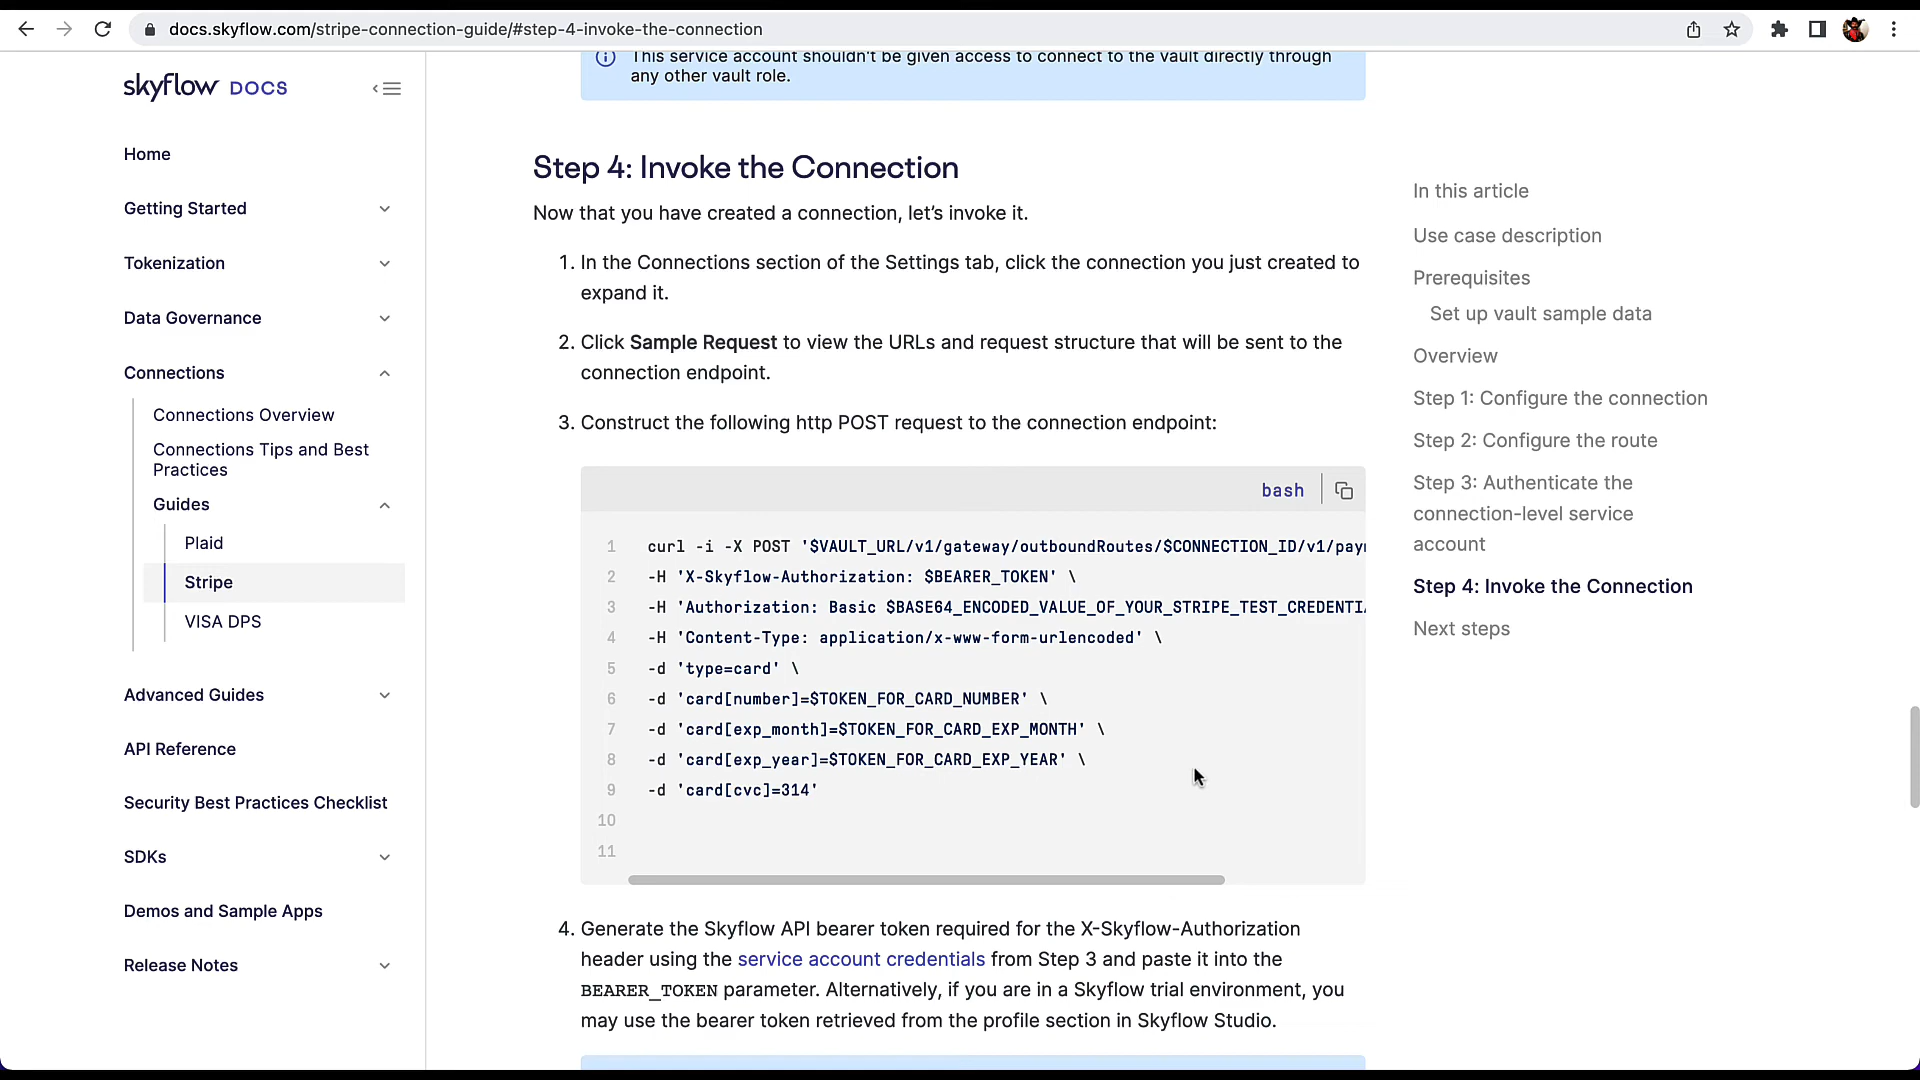 docs.skyflow.com/stripe-connection-guide/#step-4-invoke-the-connection
skyflow DOCS
Home
Getting Started
Tokenization
Data Governance
Connections
Connections Overview
Connections Tips and Best
Practices
Guides
Plaid
Stripe
VISA DPS
Advanced Guides
API Reference
Security Best Practices Checklist
SDKs
Demos and Sample Apps
Release Notes
This service account shouldn't be given access to connect to the vault directly through
any other vault role.
Step 4: Invoke the Connection
Now that you have created a connection, let's invoke it.
1. In the Connections section of the Settings tab, click the connection you just created to
expand it.
2. Click Sample Request to view the URLs and request structure that will be sent to the
connection endpoint.
3. Construct the following http POST request to the connection endpoint:
bash
1 curl -i -X POST '$VAULT_URL/v1/gateway/outboundRoutes/$CONNECTION_ID/v1/paym
2 -H 'X-Skyflow-Authorization: $BEARER_TOKEN' \
3 -H 'Authorization: Basic $BASE64_ENCODED_VALUE_OF_YOUR_STRIPE_TEST_CREDENTIA
4 -H 'Content-Type: application/x-www-form-urlencoded' \
5 -d 'type=card' \
6 -d 'card[number]=$TOKEN_FOR_CARD_NUMBER' \
7 -d 'card[exp_month]=$TOKEN_FOR_CARD_EXP_MONTH' \
8 -d 'card[exp_year]=$TOKEN_FOR_CARD_EXP_YEAR' \
9 -d 'card[cvc]=314'
10
11
4. Generate the Skyflow API bearer token required for the X-Skyflow-Authorization
header using the service account credentials from Step 3 and paste it into the
BEARER_TOKEN parameter. Alternatively, if you are in a Skyflow trial environment, you
may use the bearer token retrieved from the profile section in Skyflow Studio.
In this article
Use case description
Prerequisites
Set up vault sample data
Overview
Step 1: Configure the connection
Step 2: Configure the route
Step 3: Authenticate the
connection-level service
account
Step 4: Invoke the Connection
Next steps